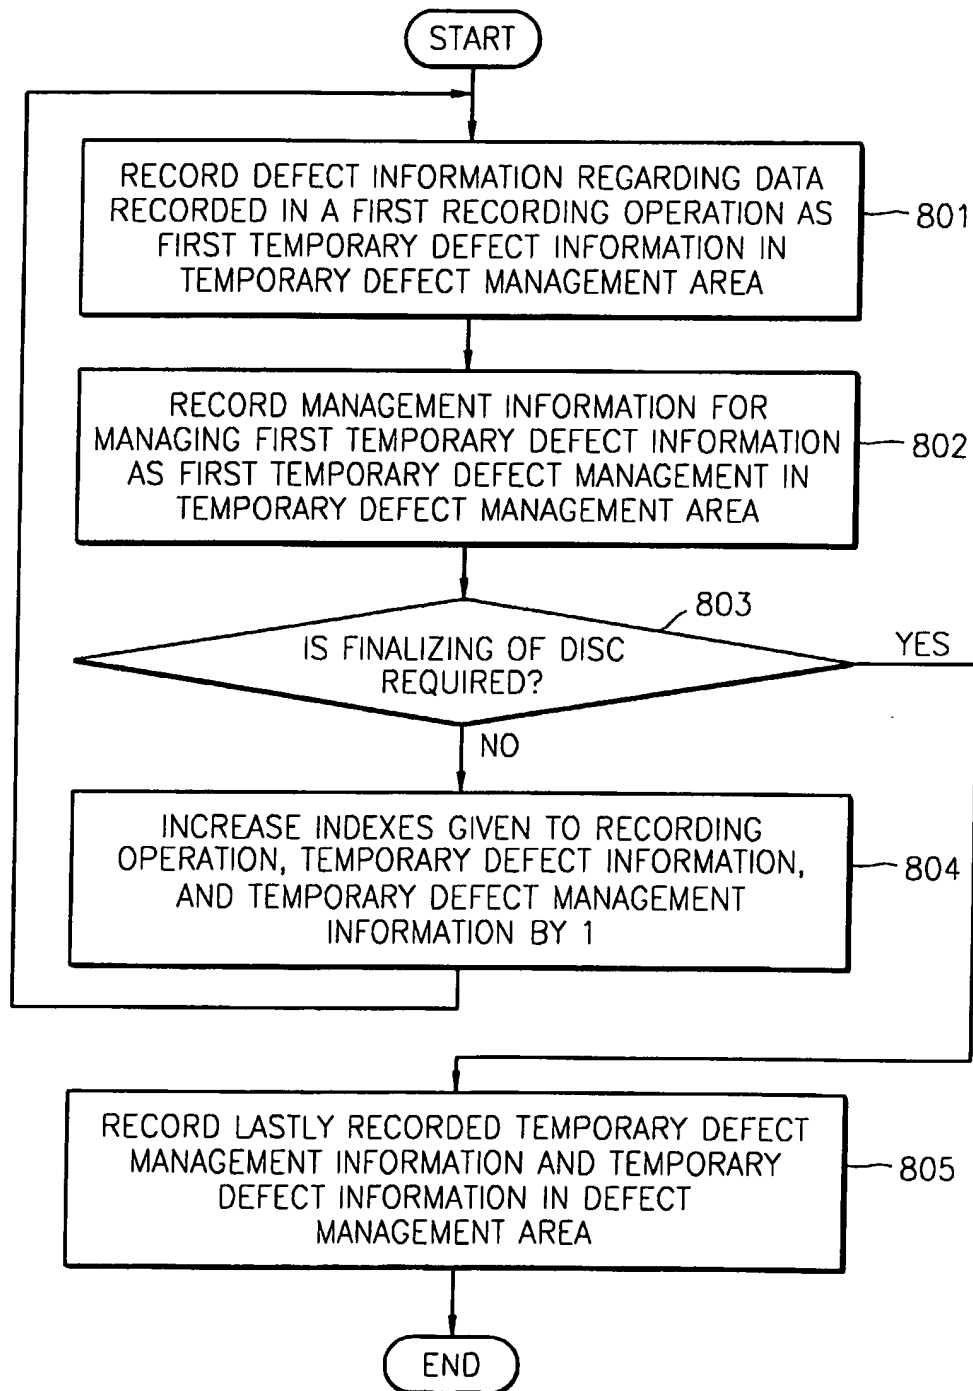 START
RECORD DEFECT INFORMATION REGARDING DATA
RECORDED IN A FIRST RECORDING OPERATION AS
FIRST TEMPORARY DEFECT INFORMATION IN
TEMPORARY DEFECT MANAGEMENT AREA
801
RECORD MANAGEMENT INFORMATION FOR
MANAGING FIRST TEMPORARY DEFECT INFORMATION
AS FIRST TEMPORARY DEFECT MANAGEMENT IN
TEMPORARY DEFECT MANAGEMENT AREA
802
803
IS FINALIZING OF DISC
REQUIRED?
YES
NO
INCREASE INDEXES GIVEN TO RECORDING
OPERATION, TEMPORARY DEFECT INFORMATION,
AND TEMPORARY DEFECT MANAGEMENT
INFORMATION BY 1
804
RECORD LASTLY RECORDED TEMPORARY DEFECT
MANAGEMENT INFORMATION AND TEMPORARY
DEFECT INFORMATION IN DEFECT
MANAGEMENT AREA
805
END